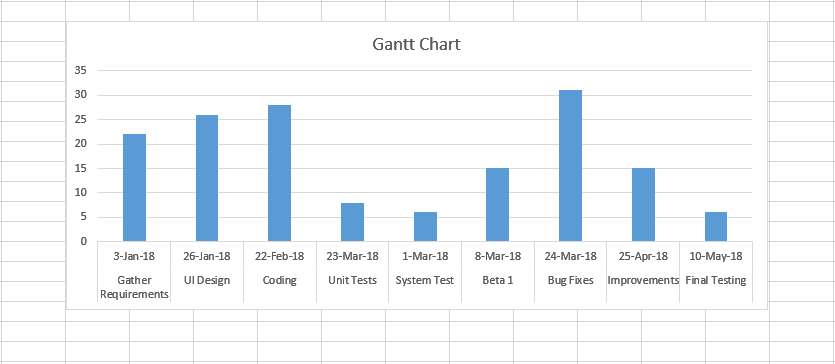 Gantt Chart
35
30
25
20
15
10
5
0
3-Jan-18 26-Jan-18 22-Feb-18 23-Mar-18 1-Mar-18 8-Mar-18 24-Mar-18 25-Apr-18 10-May-18
Gather UI Design Coding Unit Tests System Test Beta 1 Bug Fixes Improvements Final Testing
Requirements